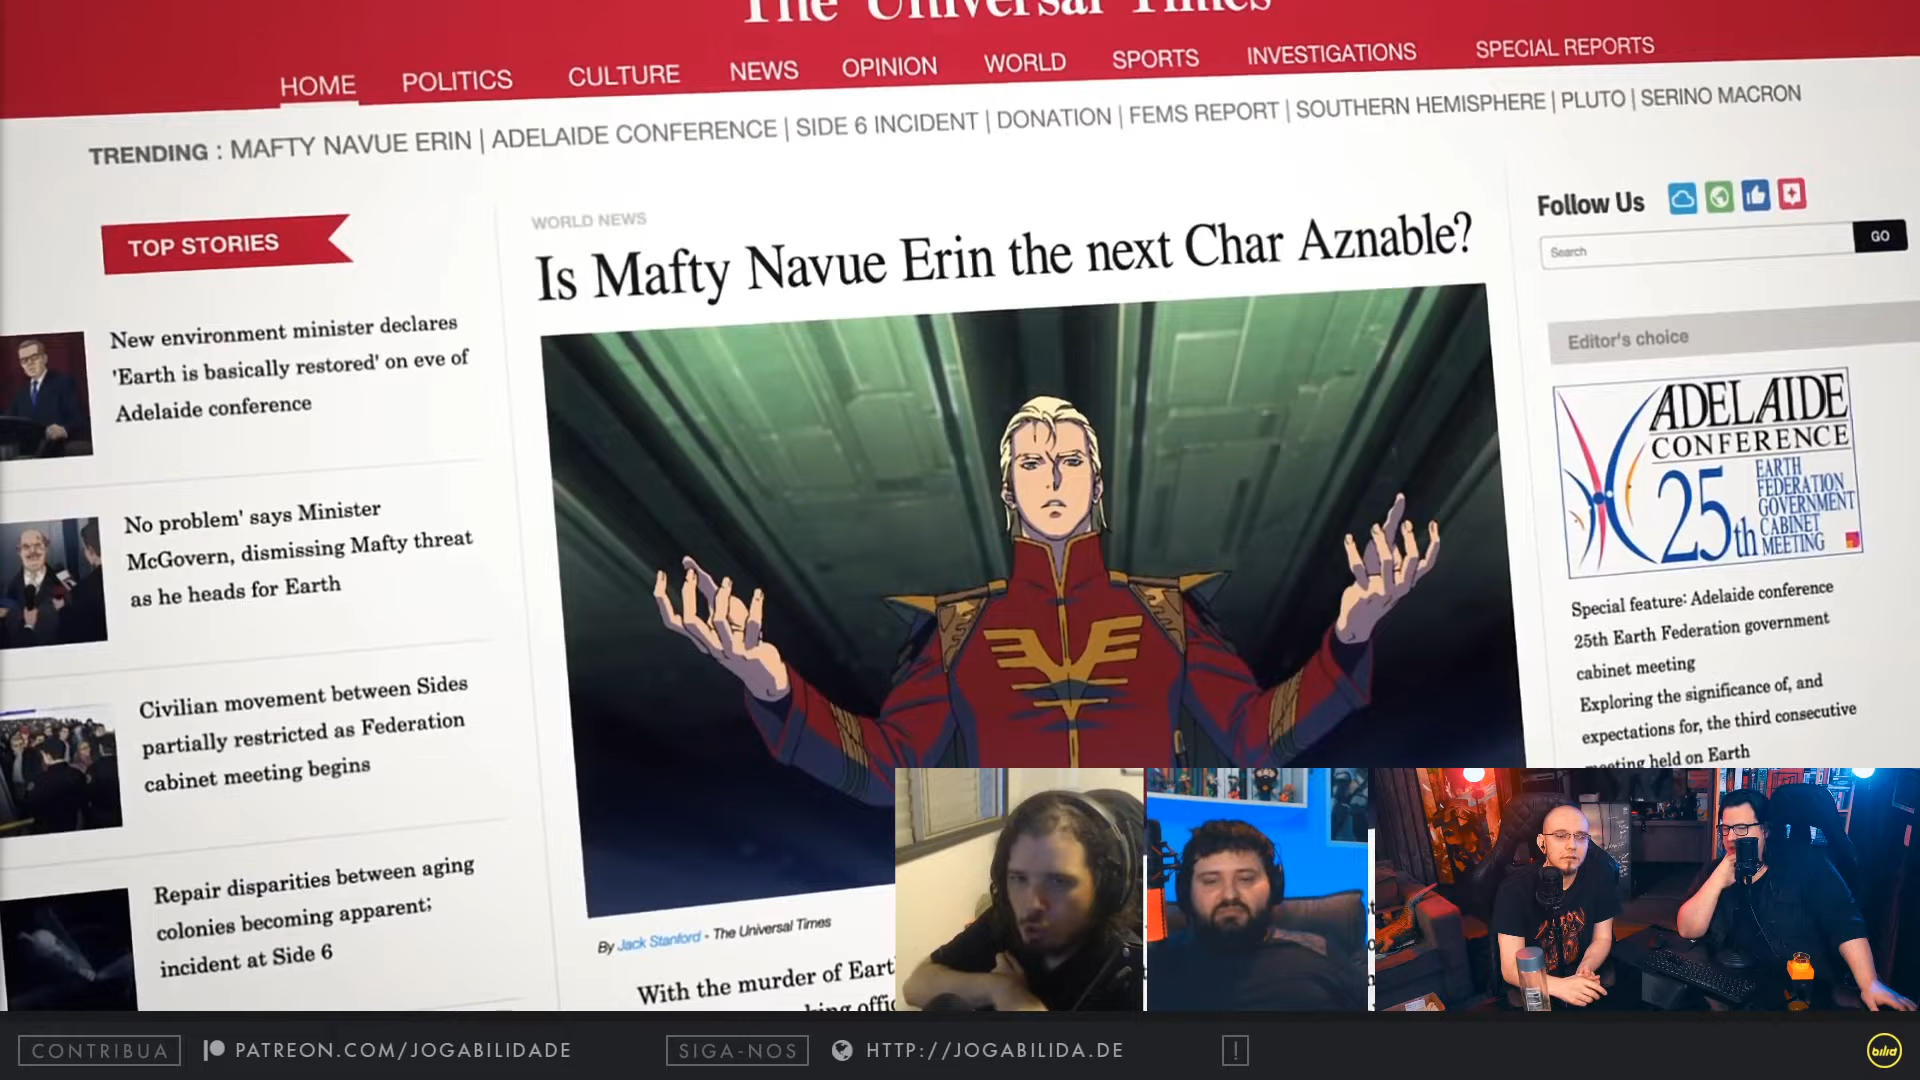 The Universal Times
HOME POLITICS CULTURE NEWS OPINION WORLD SPORTS INVESTIGATIONS SPECIAL REPORTS
TRENDING : MAFTY NAVUE ERIN | ADELAIDE CONFERENCE | SIDE 6 INCIDENT | DONATION | FEMS REPORT | SOUTHERN HEMISPHERE | PLUTO | SERINO MACRON
TOP STORIES
New environment minister declares
'Earth is basically restored' on eve of
Adelaide conference
No problem' says Minister
McGovern, dismissing Mafty threat
as he heads for Earth
Civilian movement between Sides
partially restricted as Federation
cabinet meeting begins
Repair disparities between aging
colonies becoming apparent;
incident at Side 6
WORLD NEWS
Is Mafty Navue Erin the next Char Aznable?
By Jack Stanford - The Universal Times
With the murder of Eart
Follow Us
Search
GO
Editor's choice
ADELAIDE
CONFERENCE
25th
EARTH
FEDERATION
GOVERNMENT
CABINET
MEETING
Special feature: Adelaide conference
25th Earth Federation government
cabinet meeting
Exploring the significance of, and
expectations for, the third consecutive
meeting held on Earth
CONTRIBUA PATREON.COM/JOGABILIDADE SIGA-NOS HTTP://JOGABILIDA.DE !
bilid